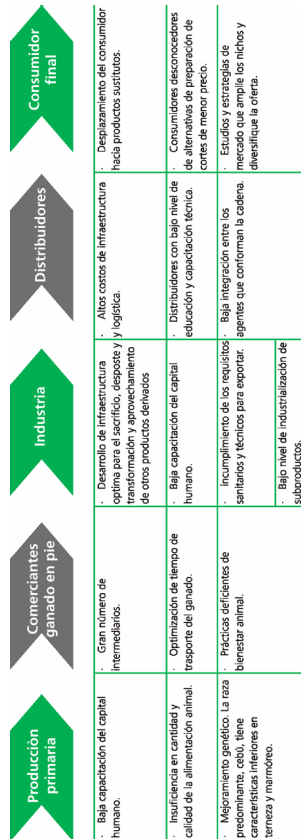 Producción
primaria
Comerciantes
ganado en pie
Industria
Distribuidores
Consumidor
final
· Baja capacitación del capital
humano.
· Gran número de
intermediarios.
· Desarrollo de infraestructura
optima para el sacrificio, desposte y
transformación y aprovechamiento
de otros productos derivados
· Altos costos de infraestructura
y logística.
· Desplazamiento del consumidor
hacia productos sustitutos.
· Insuficiencia en cantidad y
calidad de la alimentación animal.
· Optimización de tiempo de
trasporte del ganado.
· Baja capacitación del capital
humano.
· Distribuidores con bajo nivel de
educación y capacitación técnica.
· Consumidores desconocedores
de alternativas de preparación de
cortes de menor precio.
· Mejoramiento genético. La raza
predominante, cebú, tiene
características inferiores en
terneza y marmóreo.
· Prácticas deficientes de
bienestar animal.
· incumplimiento de los requisitos
sanitarios y técnicos para exportar.
· Baja integración entre los
agentes que conforman la cadena.
· Estudios y estrategias de
mercado que amplíe los nichos y
diversifique la oferta.
· Bajo nivel de industrialización de
subproductos.